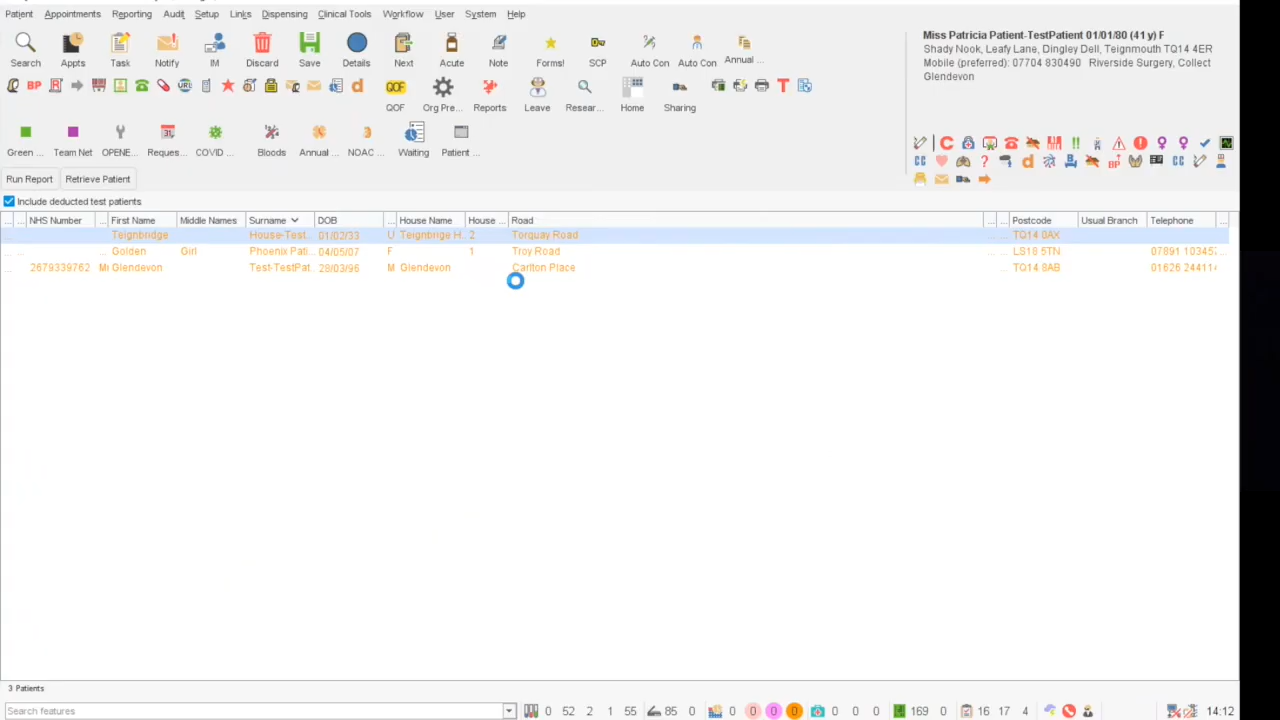 Patient Appointments Reporting Audit Setup Links Dispensing Clinical Tools Workflow User System Help
Search Appts Task Notify IM Discard Save Details Next Acute Note Forms! SCP Auto Con Auto Con Annual ...
Miss Patricia Patient-TestPatient 01/01/80 (41 y) F
Shady Nook, Leafy Lane, Dingley Dell, Teignmouth TQ14 4ER
Mobile (preferred): 07704 830490 Riverside Surgery, Collect
Glendevon
BP QOF
QOF Org Pre... Reports Leave Resear... Home Sharing
Green ... Team Net OPENE... Reques... COVID ... Bloods Annual ... NOAC ... Waiting Patient ...
Run Report Retrieve Patient
Include deducted test patients
... ... NHS Number ... First Name Middle Names Surname DOB ... House Name House ... Road ... ... Postcode Usual Branch Telephone ...
Teignbridge House-Test... 01/02/33 U Teignbrige H... 2 Torquay Road TQ14 0AX
Golden Girl Phoenix Pati... 04/05/07 F 1 Troy Road LS18 5TN 07891 10345
2679339762 Glendevon Test-TestPat 28/03/96 M Glendevon Carlton Place TQ14 8AB 01626 24411
3 Patients
Search features 0 52 2 1 55 85 0 0 0 0 0 0 0 169 0 16 17 4 14:12